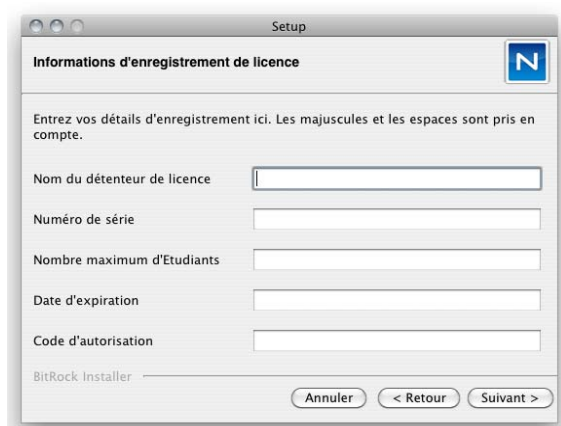 Setup
Informations d'enregistrement de licence
N
Entrez vos détails d'enregistrement ici. Les majuscules et les espaces sont pris en
compte.
Nom du détenteur de licence
Numéro de série
Nombre maximum d'Etudiants
Date d'expiration
Code d'autorisation
BitRock Installer
Annuler
< Retour
Suivant >